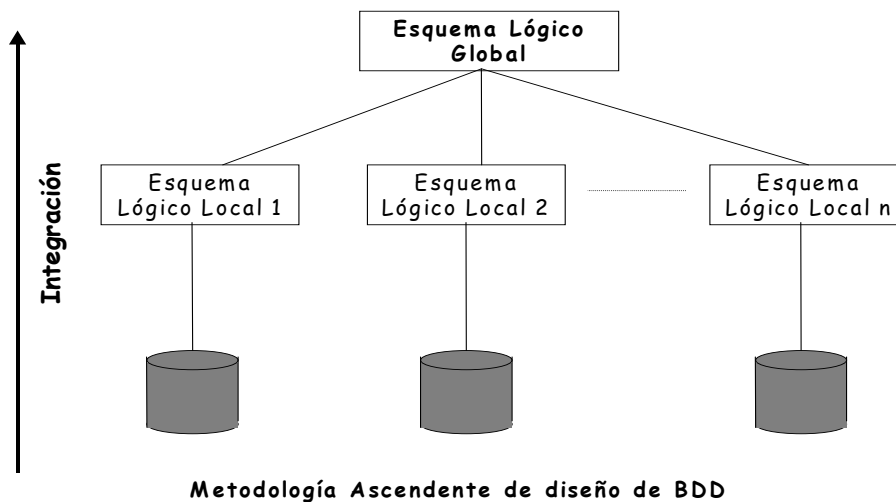 Esquema Lógico
Global
Integración
Esquema
Lógico Local 1
Esquema
Lógico Local 2
Esquema
Lógico Local n
Metodología Ascendente de diseño de BDD